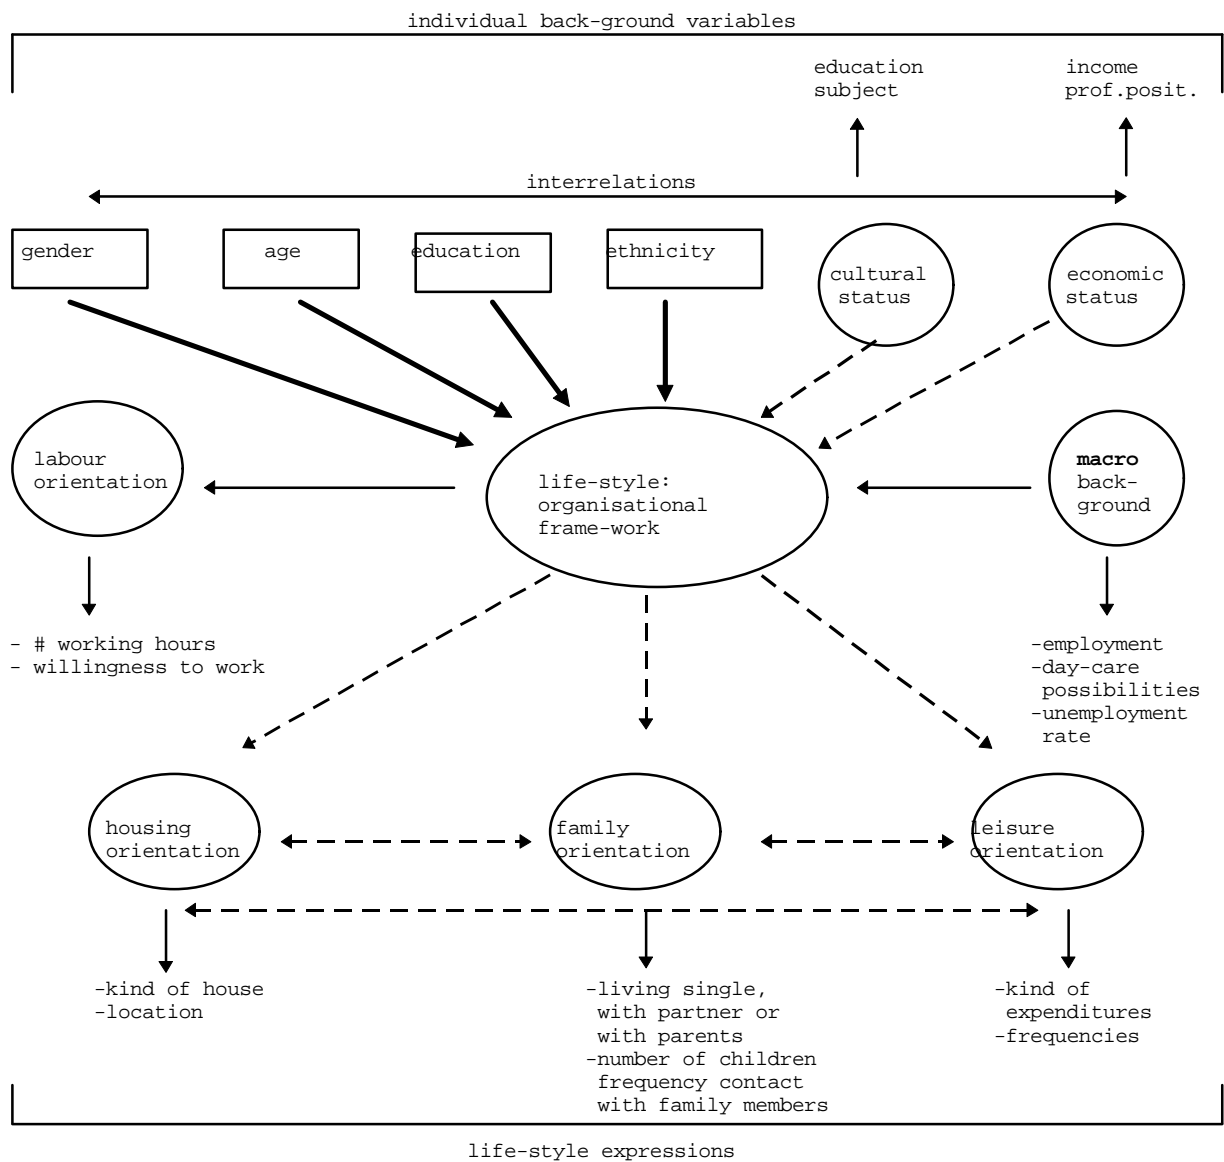 individual back-ground variables
education
subject
income
prof.posit.
interrelations
gender
age
education
ethnicity
cultural
status
economic
status
labour
orientation
life-style:
organisational
frame-work
macro
back-
ground
- # working hours
- willingness to work
-employment
-day-care
possibilities
-unemployment
rate
housing
orientation
family
orientation
leisure
orientation
-kind of house
-location
-living single,
with partner or
with parents
-number of children
frequency contact
with family members
-kind of
expenditures
-frequencies
life-style expressions